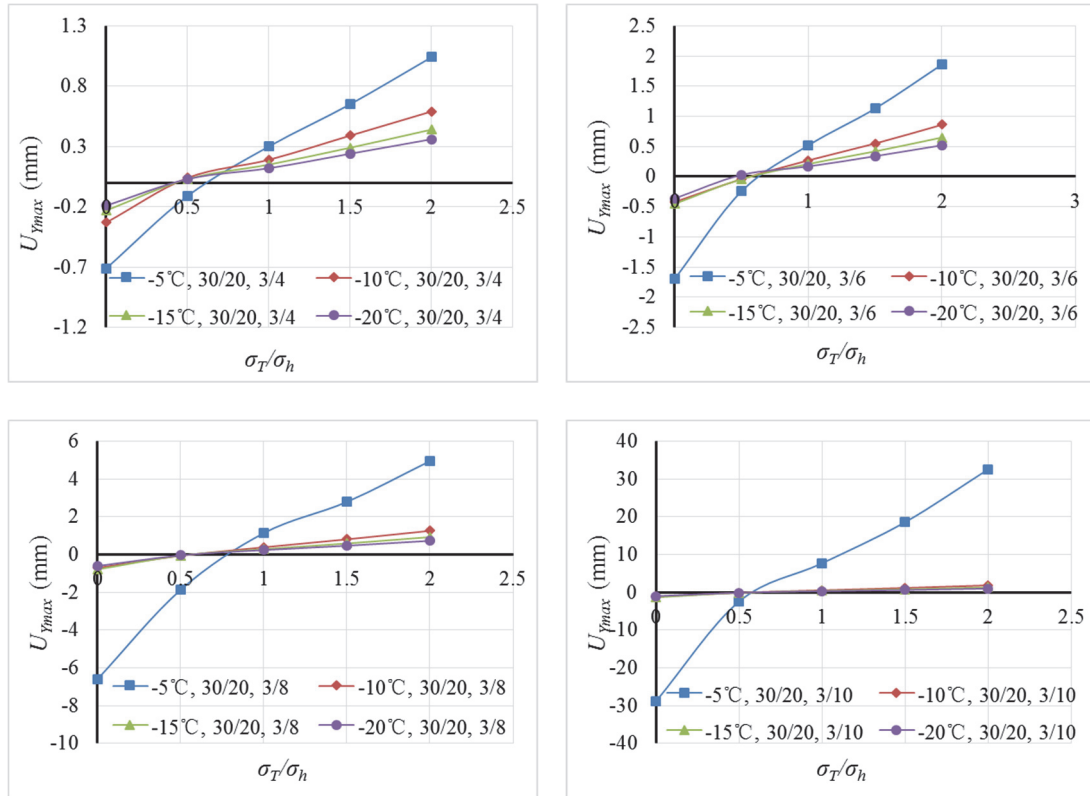 1.3
0.8
0.3
-0.2
-0.7
-1.2
U_Ymax (mm)
0 0.5 1 1.5 2 2.5
-5℃, 30/20, 3/4 -10℃, 30/20, 3/4
-15℃, 30/20, 3/4 -20℃, 30/20, 3/4
σ_T/σ_h
2.5
2
1.5
1
0.5
0
-0.5
-1
-1.5
-2
-2.5
U_Ymax (mm)
0 1 2 3
-5℃, 30/20, 3/6 -10℃, 30/20, 3/6
-15℃, 30/20, 3/6 -20℃, 30/20, 3/6
σ_T/σ_h
6
4
2
0
-2
-4
-6
-8
-10
U_Ymax (mm)
0 0.5 1 1.5 2 2.5
-5℃, 30/20, 3/8 -10℃, 30/20, 3/8
-15℃, 30/20, 3/8 -20℃, 30/20, 3/8
σ_T/σ_h
40
30
20
10
0
-10
-20
-30
-40
U_Ymax (mm)
0 0.5 1 1.5 2 2.5
-5℃, 30/20, 3/10 -10℃, 30/20, 3/10
-15℃, 30/20, 3/10 -20℃, 30/20, 3/10
σ_T/σ_h